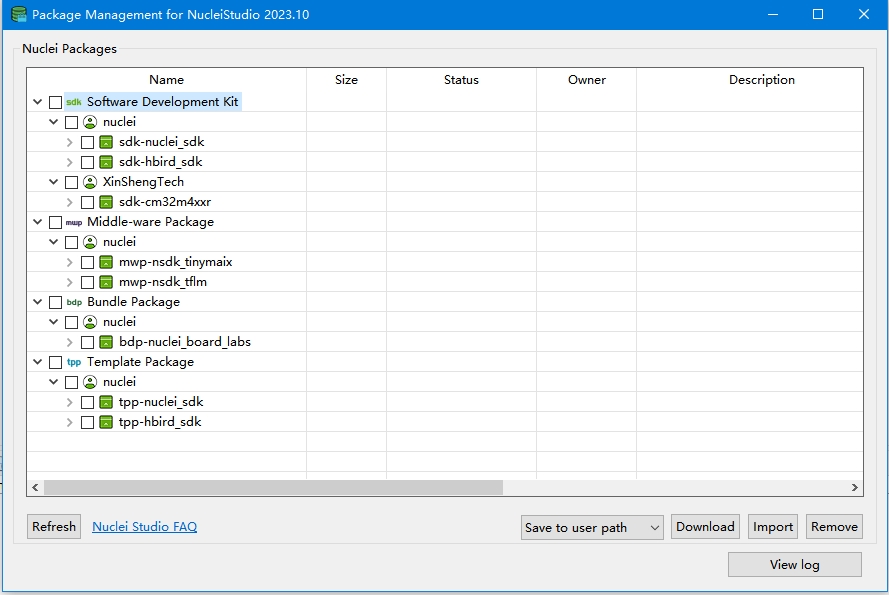 Package Management for NucleiStudio 2023.10
Nuclei Packages
Name Size Status Owner Description
sdk Software Development Kit
nuclei
sdk-nuclei_sdk
sdk-hbird_sdk
XinShengTech
sdk-cm32m4xxr
mwp Middle-ware Package
nuclei
mwp-nsdk_tinymaix
mwp-nsdk_tflm
bdp Bundle Package
nuclei
bdp-nuclei_board_labs
tpp Template Package
nuclei
tpp-nuclei_sdk
tpp-hbird_sdk
Refresh Nuclei Studio FAQ Save to user path Download Import Remove
View log